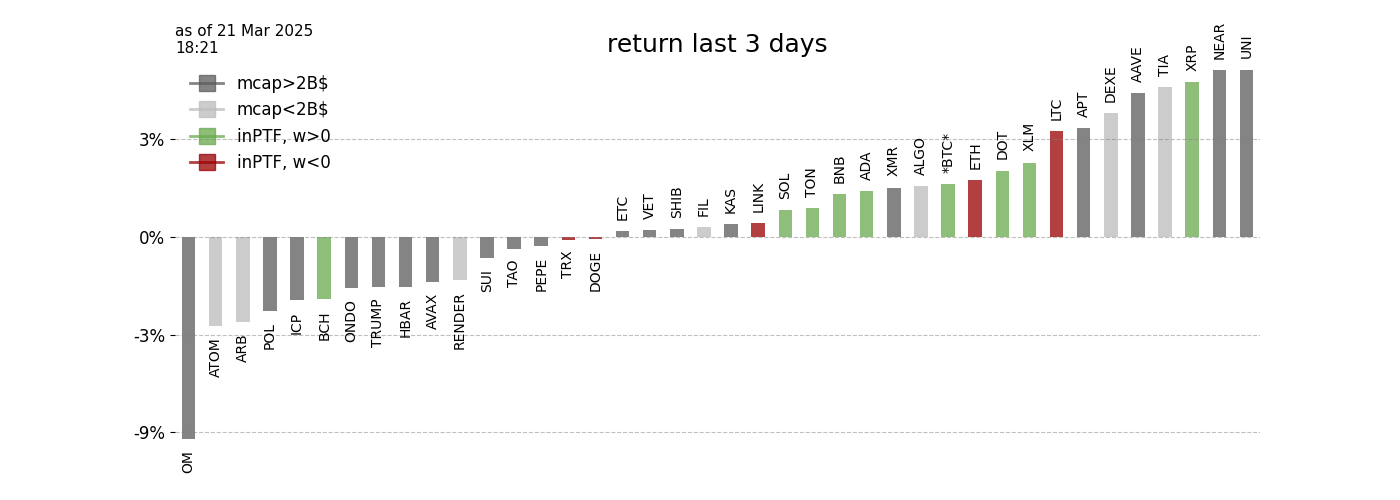 as of 21 Mar 2025
18:21
return last 3 days
mcap>2B$
mcap<2B$
inPTF, w>0
inPTF, w<0
3%
0%
-3%
-9%
OM
ATOM
ARB
POL
ICP
BCH
ONDO
TRUMP
HBAR
AVAX
RENDER
SUI
TAO
PEPE
TRX
DOGE
ETC
VET
SHIB
FIL
KAS
LINK
SOL
TON
BNB
ADA
XMR
ALGO
*BTC*
ETH
DOT
XLM
LTC
APT
DEXE
AAVE
TIA
XRP
NEAR
UNI